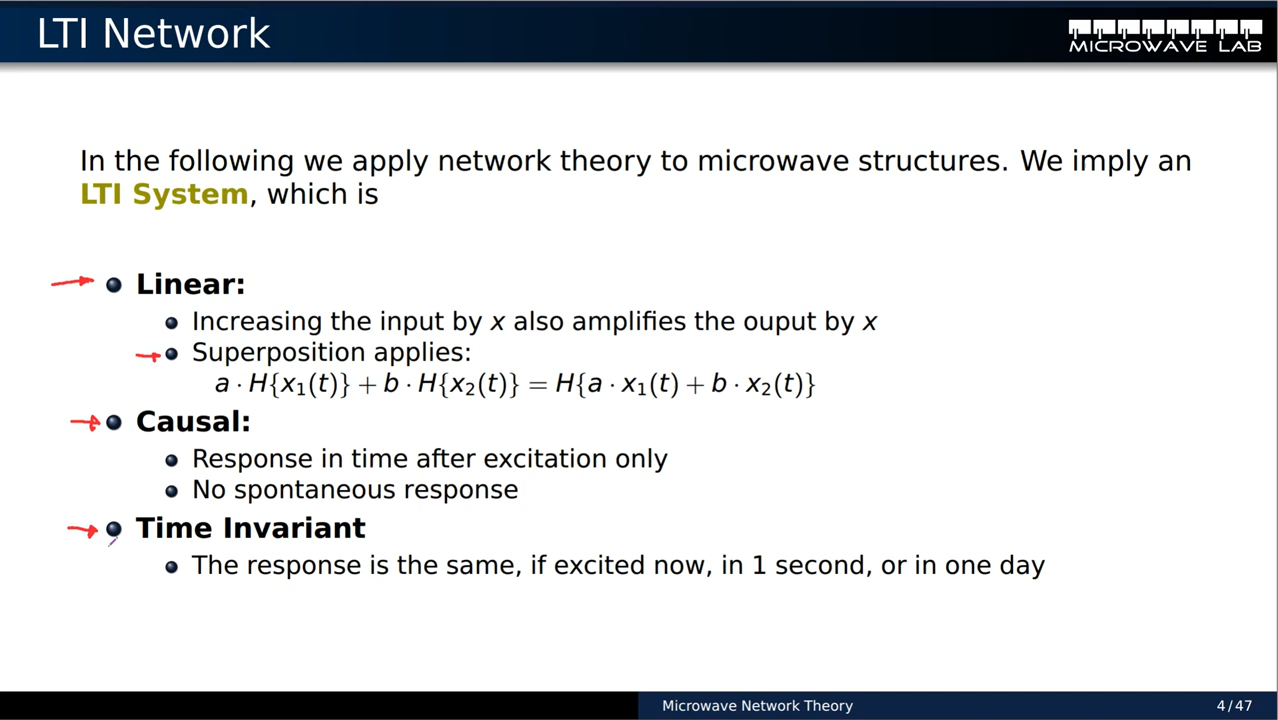 LTI Network
MICROWAVE LAB
In the following we apply network theory to microwave structures. We imply an
LTI System, which is
Linear:
Increasing the input by x also amplifies the ouput by x
Superposition applies:
a · H{x₁(t)} + b · H{x₂(t)} = H{a · x₁(t) + b · x₂(t)}
Causal:
Response in time after excitation only
No spontaneous response
Time Invariant
The response is the same, if excited now, in 1 second, or in one day
Microwave Network Theory
4/47